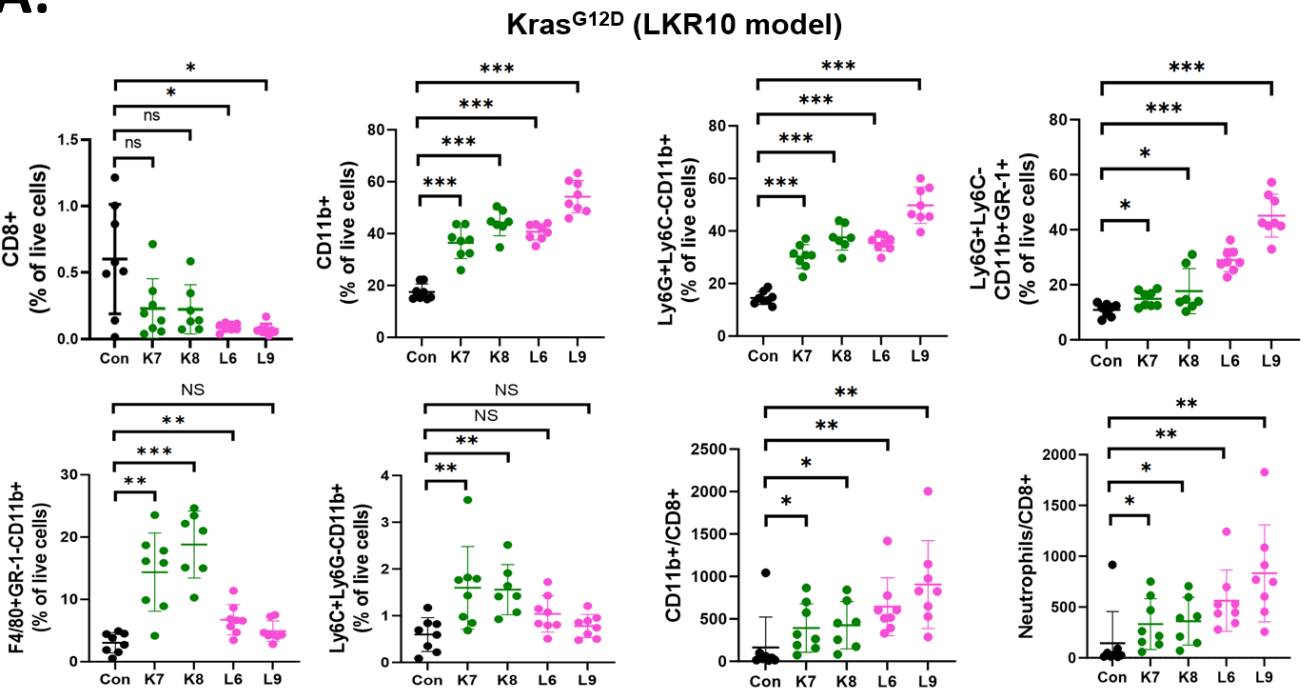 A.
Kras^G12D (LKR10 model)
*
*
ns
ns
CD8+
(% of live cells)
1.5
1.0
0.5
0.0
Con K7 K8 L6 L9
***
***
***
***
CD11b+
(% of live cells)
80
60
40
20
0
Con K7 K8 L6 L9
***
***
***
***
Ly6G+Ly6C-CD11b+
(% of live cells)
80
60
40
20
0
Con K7 K8 L6 L9
***
***
*
*
Ly6G+Ly6C-
CD11b+GR-1+
(% of live cells)
80
60
40
20
0
Con K7 K8 L6 L9
NS
**
***
**
F4/80+GR-1-CD11b+
(% of live cells)
30
20
10
0
Con K7 K8 L6 L9
NS
NS
**
**
Ly6C+Ly6G-CD11b+
(% of live cells)
4
3
2
1
0
Con K7 K8 L6 L9
**
**
*
*
CD11b+/CD8+
2500
2000
1500
1000
500
0
Con K7 K8 L6 L9
**
**
*
*
Neutrophils/CD8+
2000
1500
1000
500
0
Con K7 K8 L6 L9